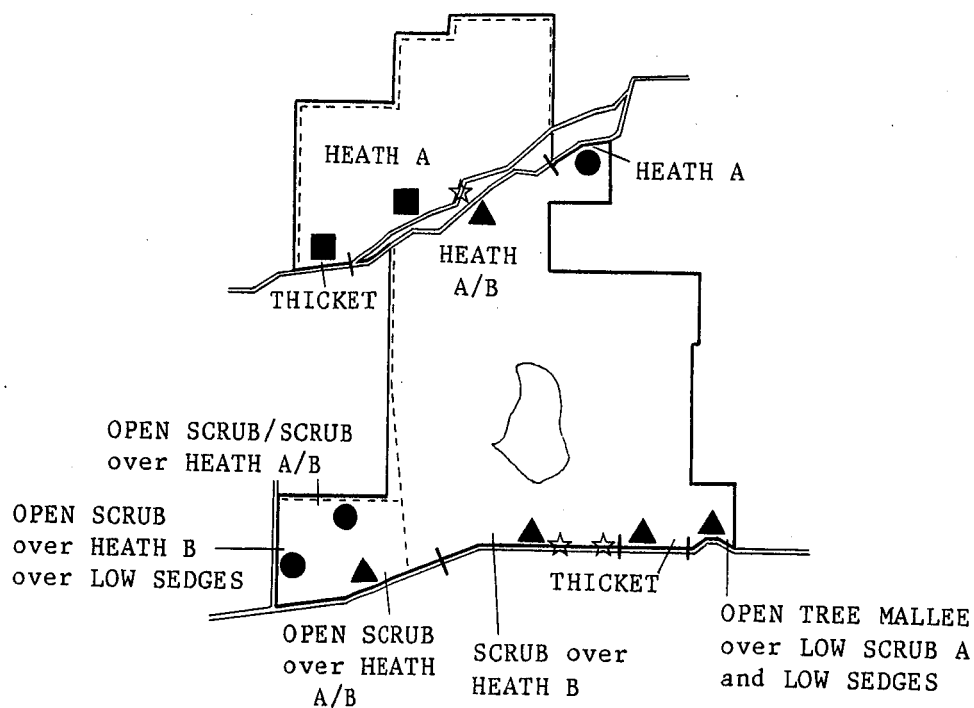 HEATH A
HEATH A
HEATH
A/B
THICKET
OPEN SCRUB/SCRUB
over HEATH A/B
OPEN SCRUB
over HEATH B
over LOW SEDGES
THICKET
OPEN SCRUB
over HEATH
A/B
SCRUB over
HEATH B
OPEN TREE MALLEE
over LOW SCRUB A
and LOW SEDGES